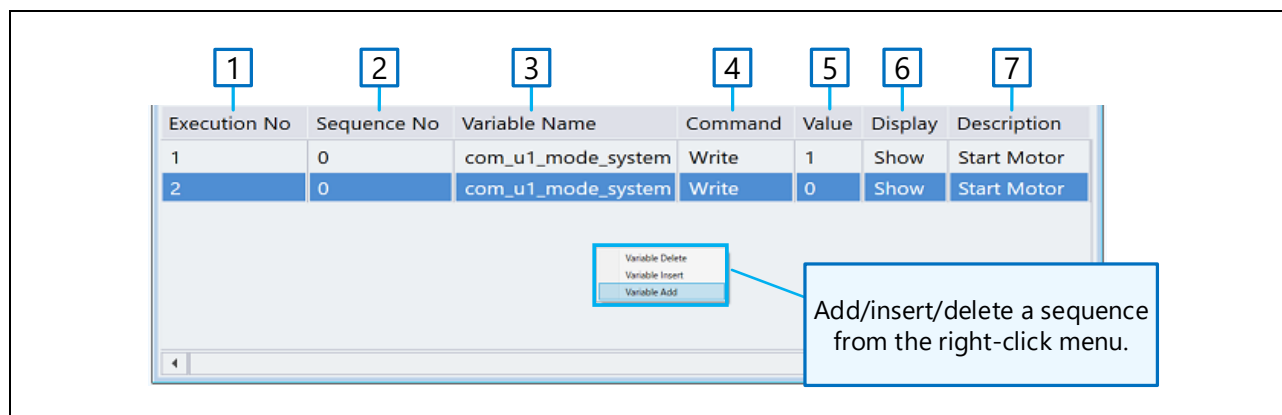 1 2 3 4 5 6 7
Execution No Sequence No Variable Name Command Value Display Description
1 0 com_u1_mode_system Write 1 Show Start Motor
2 0 com_u1_mode_system Write 0 Show Start Motor
Variable Delete
Variable Insert
Variable Add
Add/insert/delete a sequence
from the right-click menu.